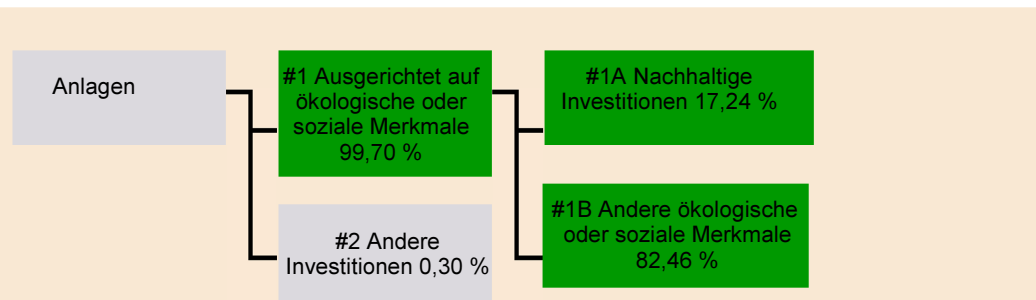 Anlagen
#1 Ausgerichtet auf
ökologische oder
soziale Merkmale
99,70 %
#2 Andere
Investitionen 0,30 %
#1A Nachhaltige
Investitionen 17,24 %
#1B Andere ökologische
oder soziale Merkmale
82,46 %